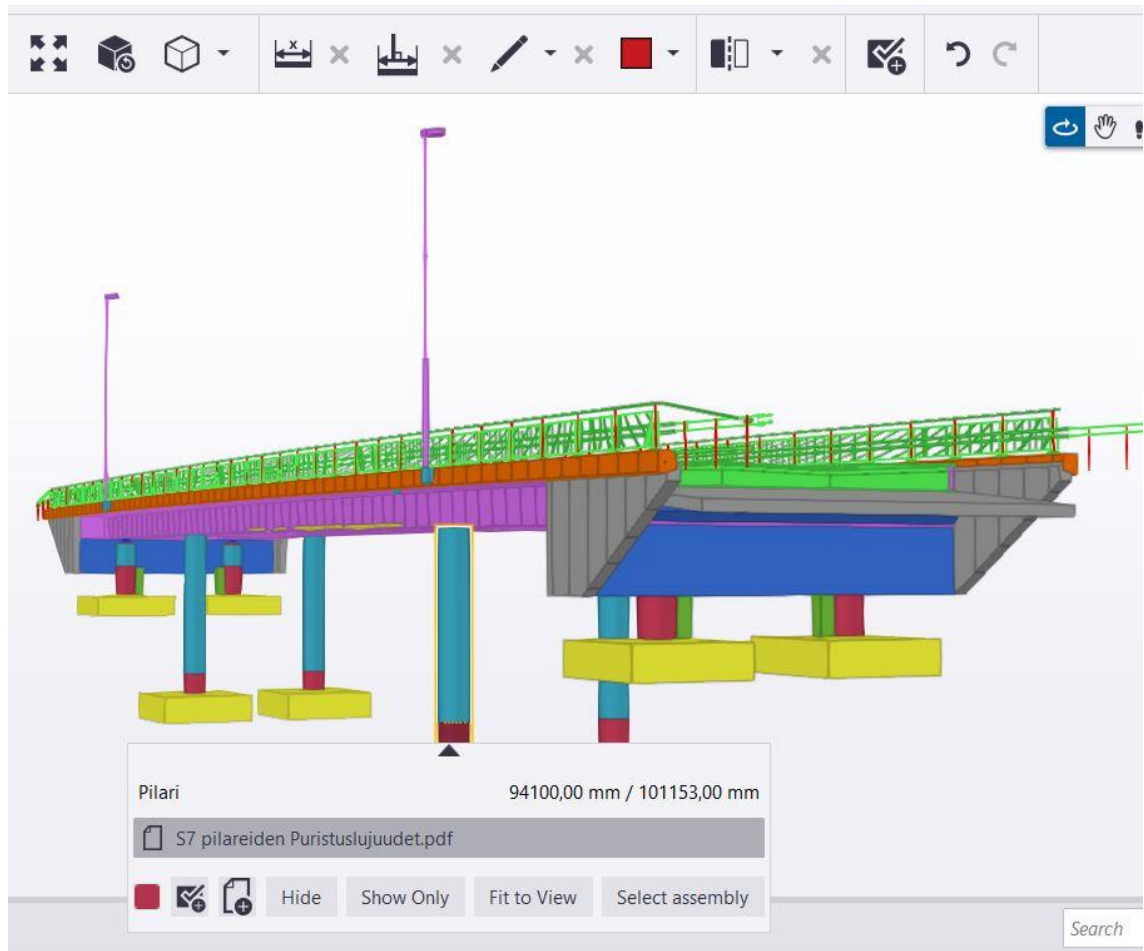 Pilari 94100,00 mm / 101153,00 mm
S7 pilareiden Puristuslujuudet.pdf
Hide Show Only Fit to View Select assembly
Search